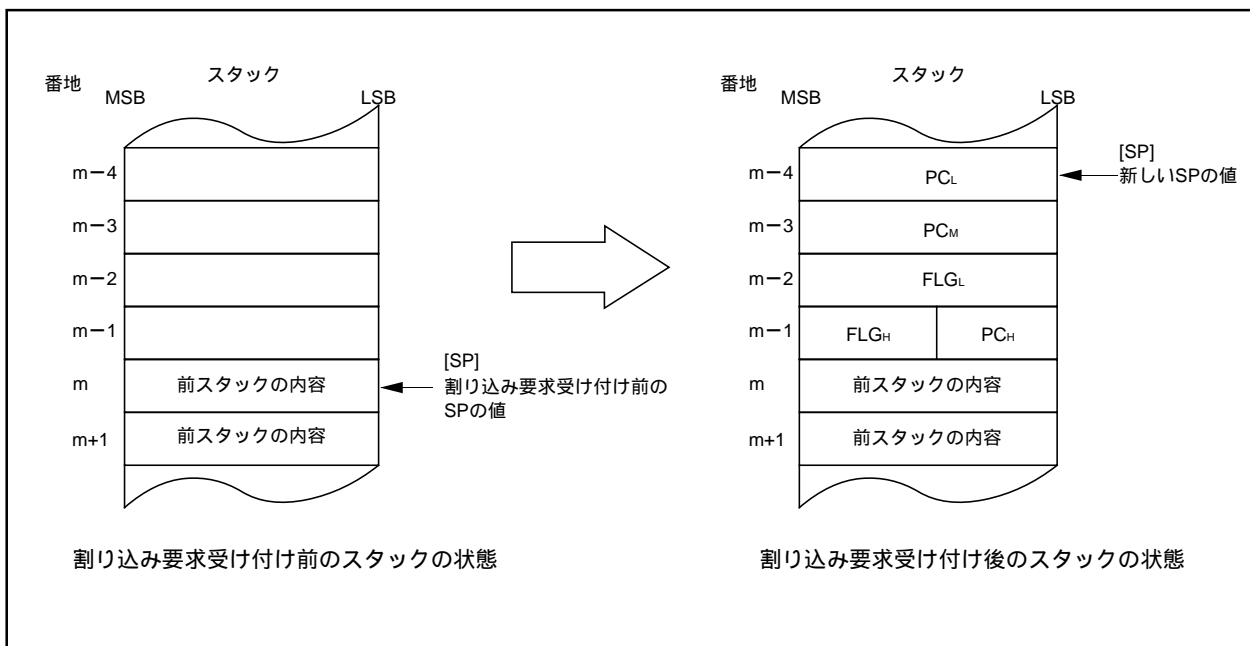 スタック
番地
MSB
LSB
m－4
m－3
m－2
m－1
m
前スタックの内容
m+1
前スタックの内容
[SP]
割り込み要求受け付け前の
SPの値
割り込み要求受け付け前のスタックの状態
スタック
番地
MSB
LSB
m－4
PCL
m－3
PCM
m－2
FLGL
m－1
FLGH
PCH
m
前スタックの内容
m+1
前スタックの内容
[SP]
新しいSPの値
割り込み要求受け付け後のスタックの状態